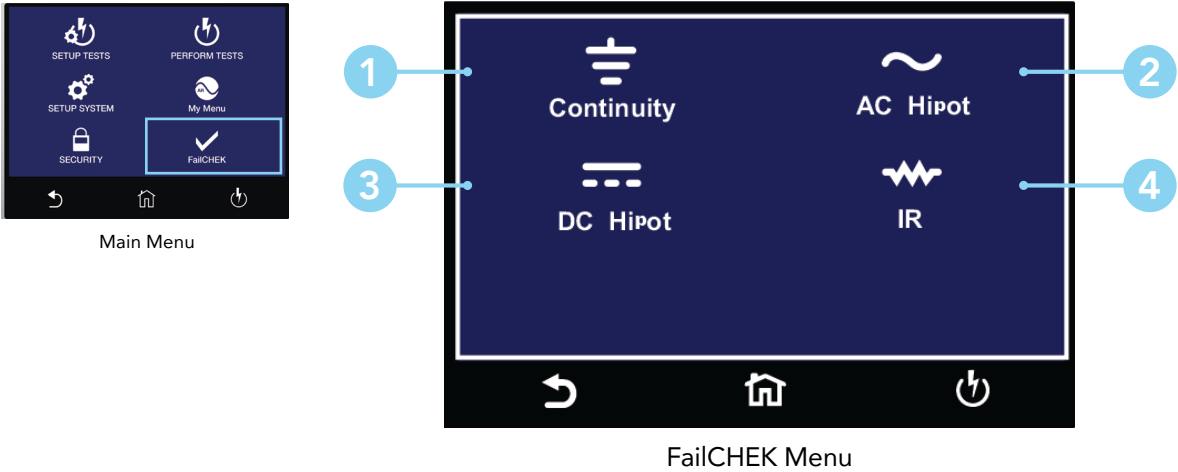 SETUP TESTS
PERFORM TESTS
SETUP SYSTEM
AR
My Menu
SECURITY
FailCHEK
Main Menu
1
Continuity
2
AC Hipot
3
DC Hipot
4
IR
FailCHEK Menu